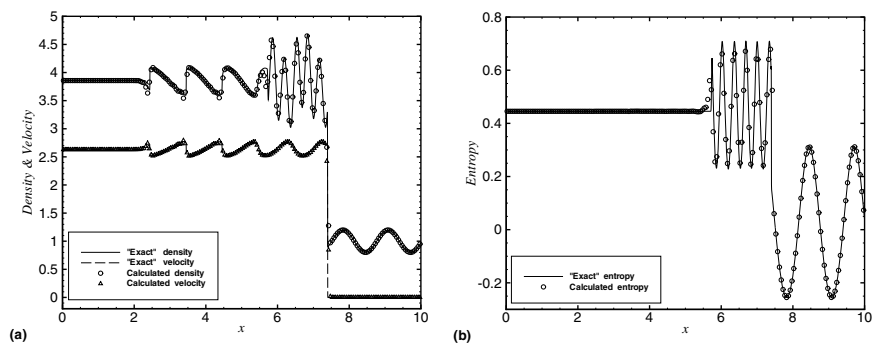 5
4.5
4
3.5
3
2.5
2
1.5
1
0.5
0
Density & Velocity
"Exact" density
"Exact" velocity
Calculated density
Calculated velocity
0 2 4 6 8 10
x
(a)
0.8
0.6
0.4
0.2
0
-0.2
Entropy
"Exact" entropy
Calculated entropy
0 2 4 6 8 10
x
(b)